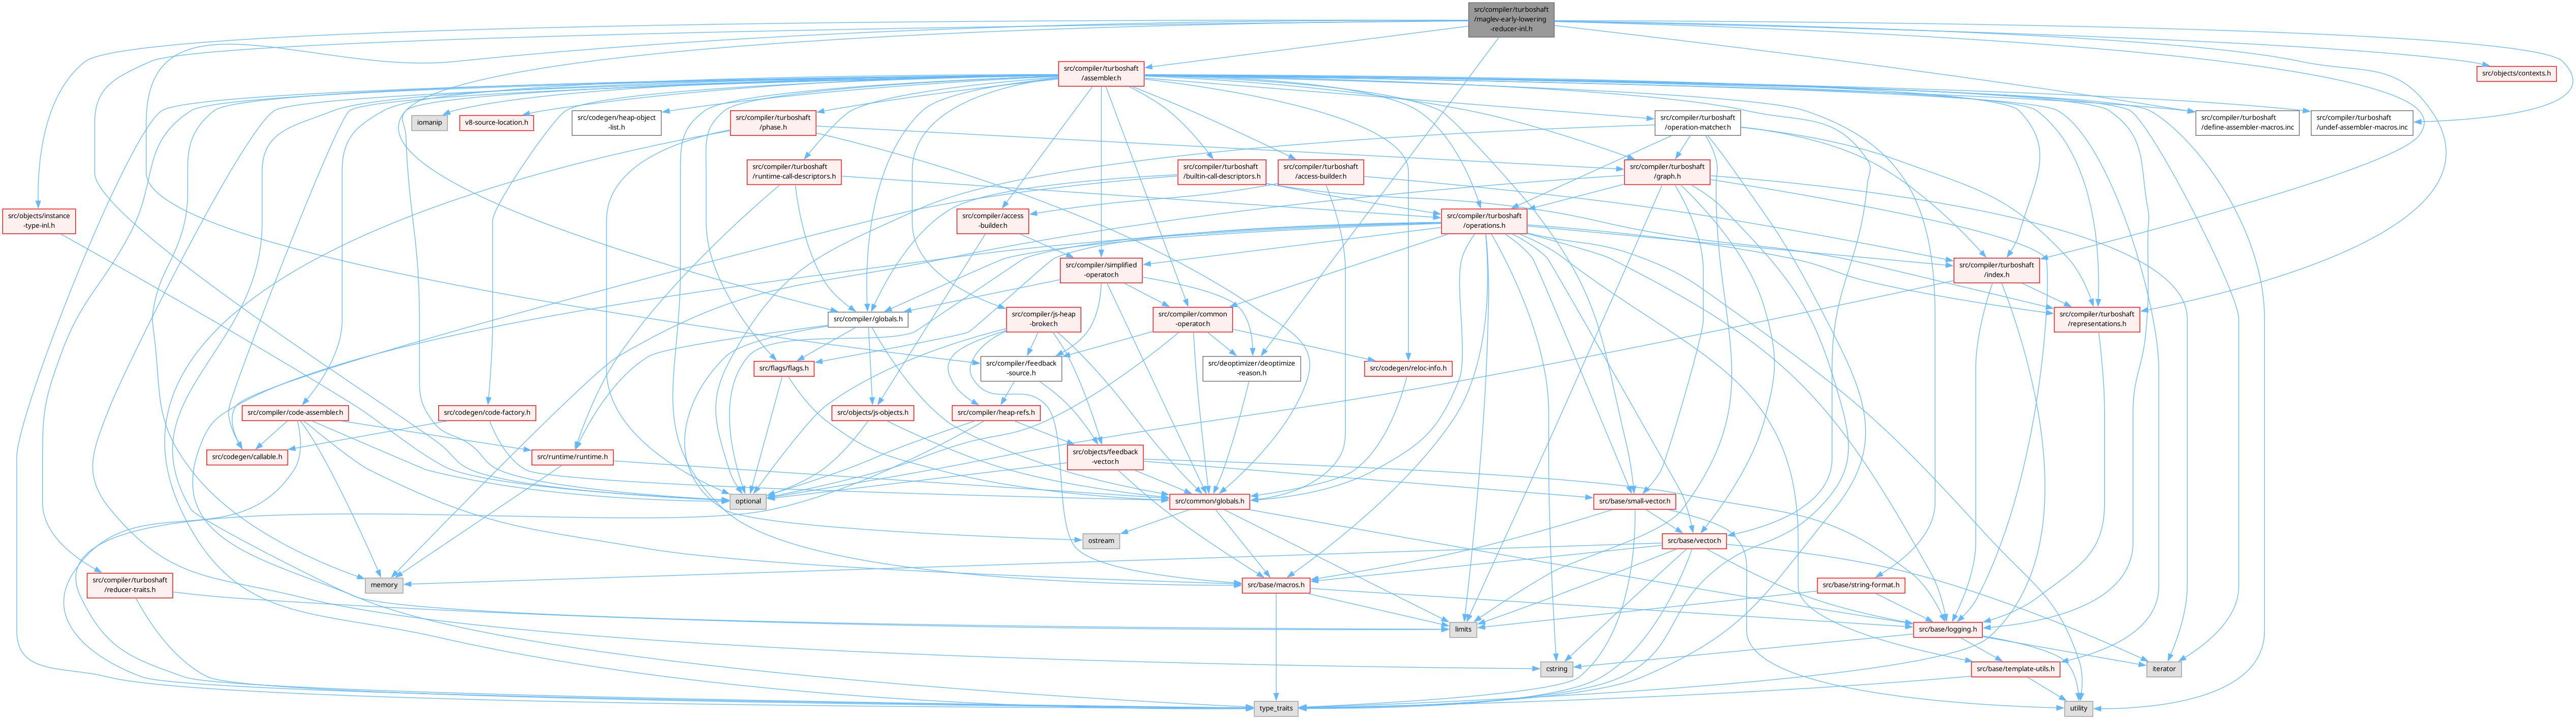 src/compiler/turboshaft
/maglev-early-lowering
-reducer-inl.h
src/compiler/turboshaft
/assembler.h
src/objects/contexts.h
iomanip
v8-source-location.h
src/codegen/heap-object
-list.h
src/compiler/turboshaft
/phase.h
src/compiler/turboshaft
/operation-matcher.h
src/compiler/turboshaft
/define-assembler-macros.inc
src/compiler/turboshaft
/undef-assembler-macros.inc
src/compiler/turboshaft
/runtime-call-descriptors.h
src/compiler/turboshaft
/builtin-call-descriptors.h
src/compiler/turboshaft
/access-builder.h
src/compiler/turboshaft
/graph.h
src/objects/instance
-type-inl.h
src/compiler/access
-builder.h
src/compiler/turboshaft
/operations.h
src/compiler/simplified
-operator.h
src/compiler/turboshaft
/index.h
src/compiler/globals.h
src/compiler/js-heap
-broker.h
src/compiler/common
-operator.h
src/compiler/turboshaft
/representations.h
src/flags/flags.h
src/compiler/feedback
-source.h
src/deoptimizer/deoptimize
-reason.h
src/codegen/reloc-info.h
src/compiler/code-assembler.h
src/codegen/code-factory.h
src/objects/js-objects.h
src/compiler/heap-refs.h
src/codegen/callable.h
src/runtime/runtime.h
src/objects/feedback
-vector.h
optional
src/common/globals.h
src/base/small-vector.h
ostream
src/base/vector.h
src/compiler/turboshaft
/reducer-traits.h
memory
src/base/macros.h
src/base/string-format.h
limits
src/base/logging.h
cstring
src/base/template-utils.h
iterator
type_traits
utility